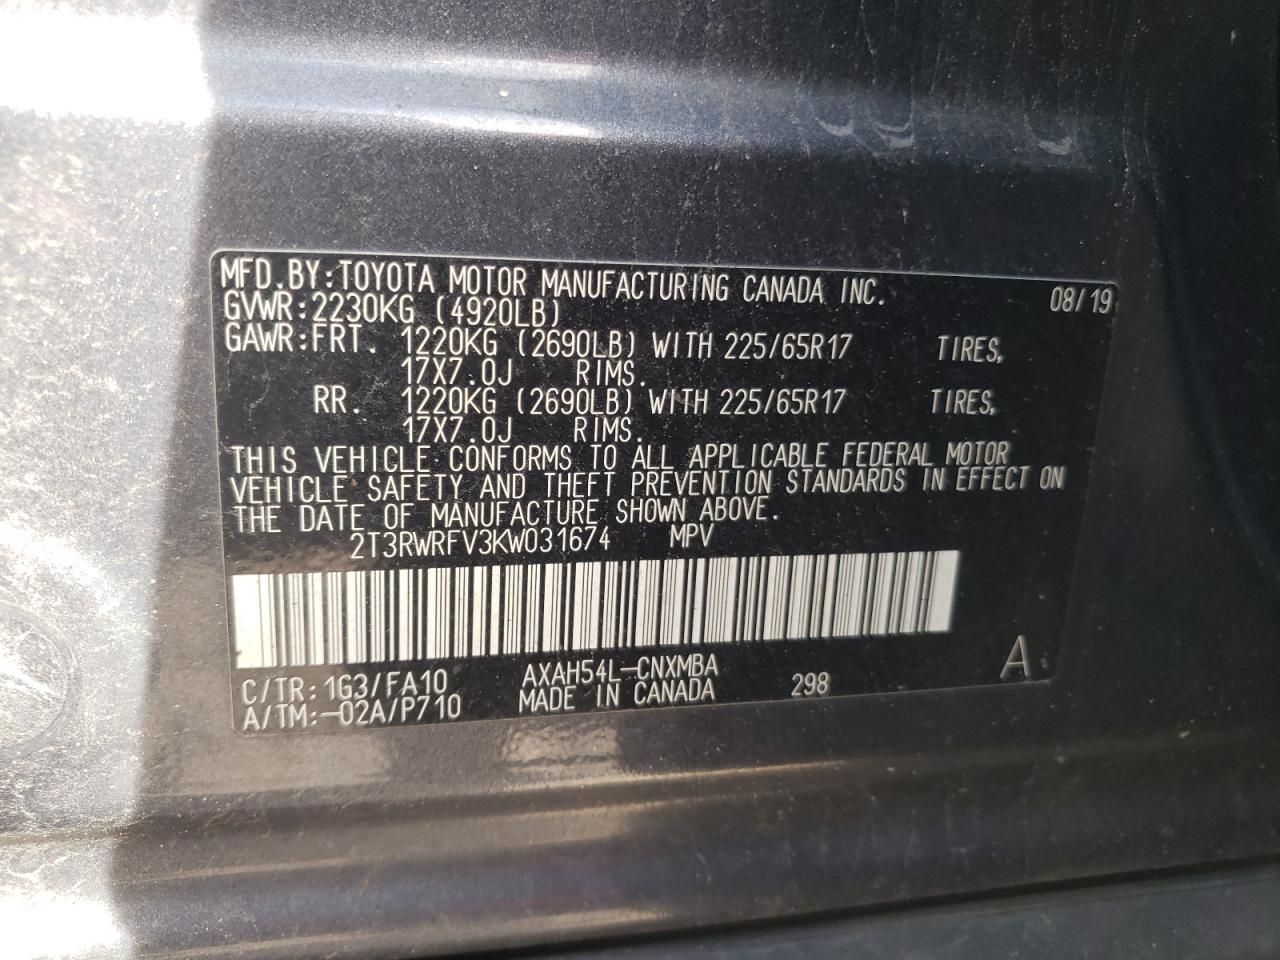 MFD.BY:TOYOTA MOTOR MANUFACTURING CANADA INC. 08/19
GVWR:2230KG (4920LB)
GAWR:FRT. 1220KG (2690LB) WITH 225/65R17 TIRES,
17X7.0J RIMS.
RR. 1220KG (2690LB) WITH 225/65R17 TIRES,
17X7.0J RIMS.
THIS VEHICLE CONFORMS TO ALL APPLICABLE FEDERAL MOTOR
VEHICLE SAFETY AND THEFT PREVENTION STANDARDS IN EFFECT ON
THE DATE OF MANUFACTURE SHOWN ABOVE.
2T3RWRFV3KW031674 MPV
C/TR:1G3/FA10 AXAH54L-CNXMBA 298 A
A/TM:-02A/P710 MADE IN CANADA